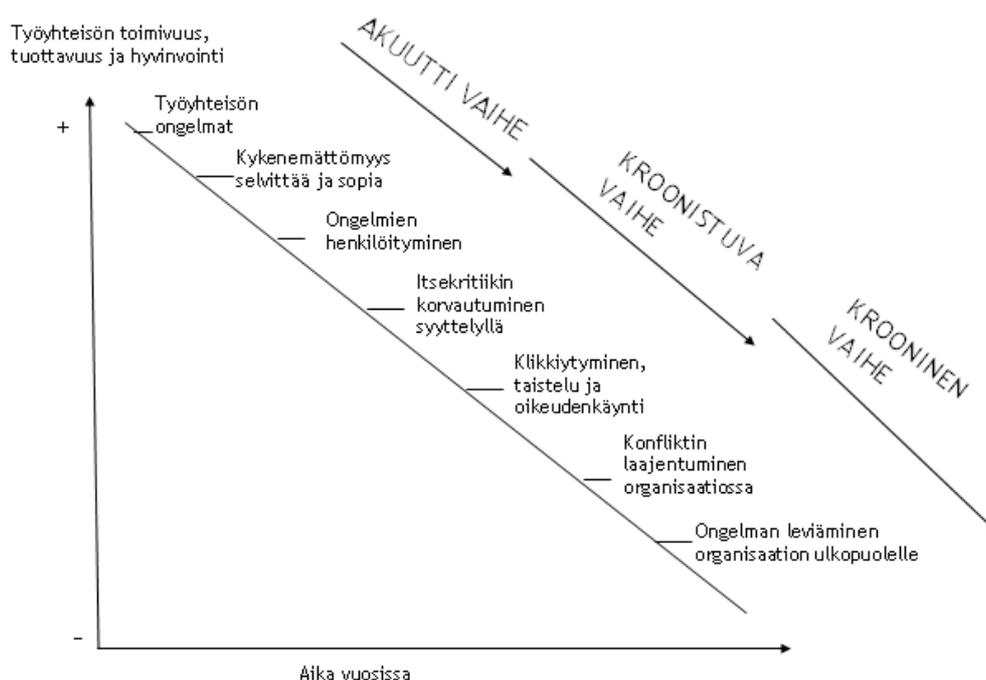 Työyhteisön toimivuus,
tuottavuus ja hyvinvointi
AKUUTTI VAIHE
+
Työyhteisön
ongelmat
Kykenemättömyys
selvittää ja sopia
KROONISTUVA
VAIHE
Ongelmien
henkilöityminen
Itsekritiikin
korvautuminen
syyttelyllä
KROONINEN
VAIHE
Klikkiytyminen,
taistelu ja
oikeudenkäynti
Konfliktin
laajentuminen
organisaatiossa
Ongelman leviäminen
organisaation ulkopuolelle
-
Aika vuosissa